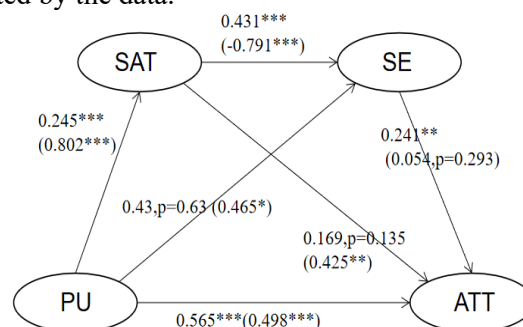 ted by the data.
0.431***
(-0.791***)
SAT
SE
0.245***
(0.802***)
0.241**
(0.054,p=0.293)
0.43,p=0.63 (0.465*)
0.169,p=0.135
(0.425**)
PU
ATT
0.565***(0.498***)